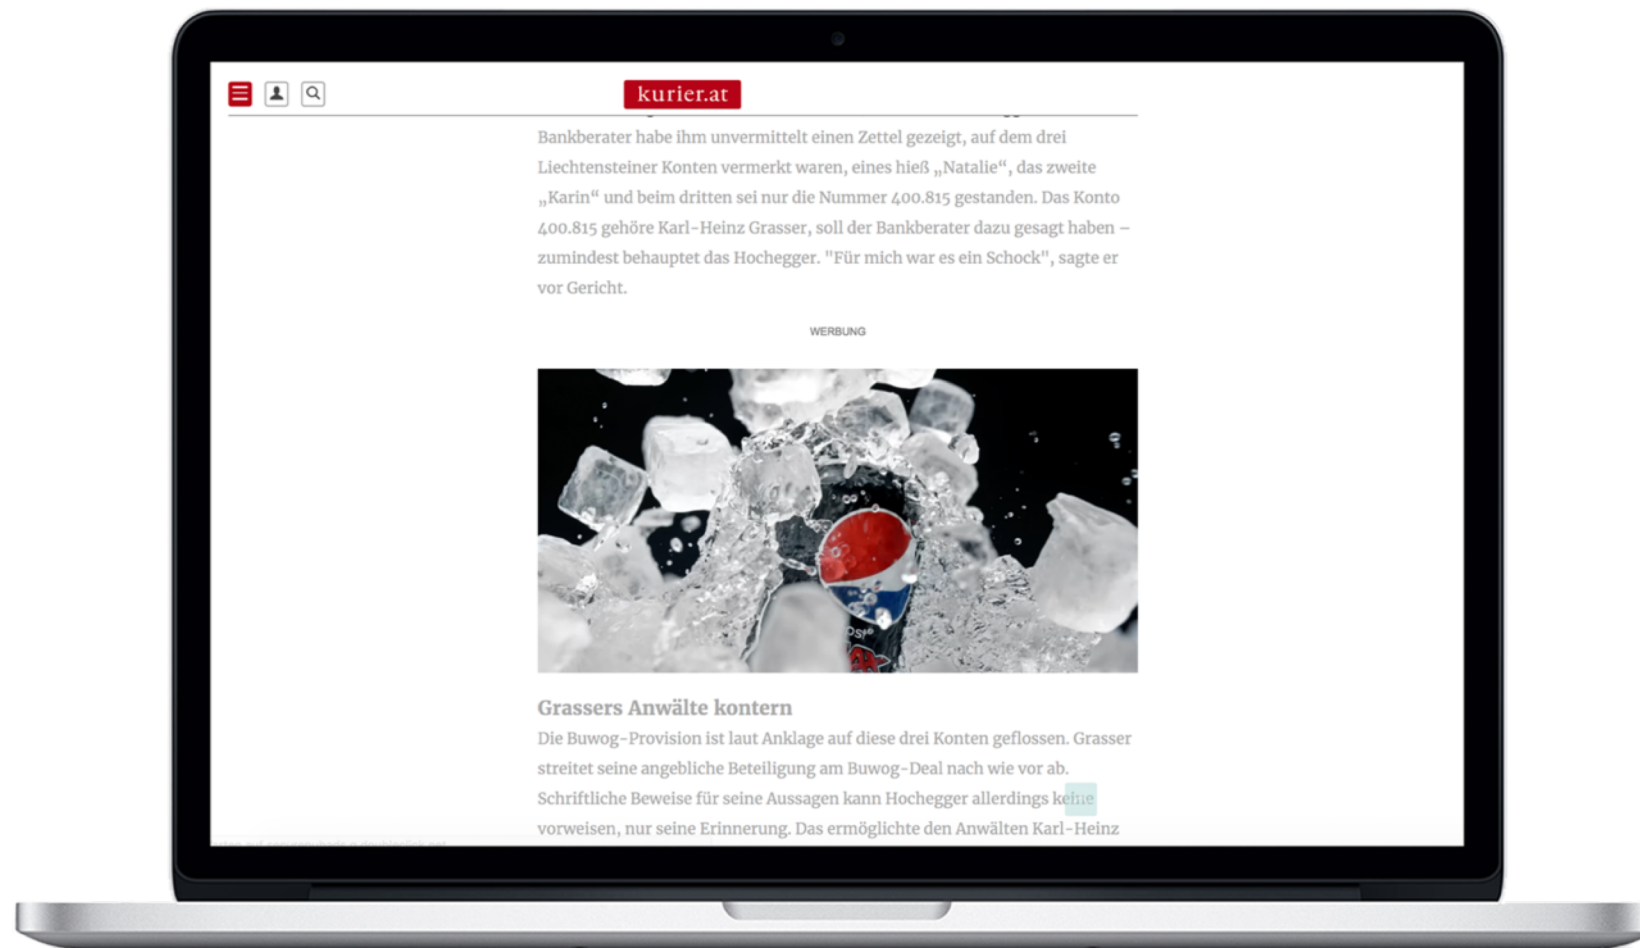 kurier.at
Bankberater habe ihm unvermittelt einen Zettel gezeigt, auf dem drei
Liechtensteiner Konten vermerkt waren, eines hieß „Natalie“, das zweite
„Karin“ und beim dritten sei nur die Nummer 400.815 gestanden. Das Konto
400.815 gehöre Karl-Heinz Grasser, soll der Bankberater dazu gesagt haben –
zumindest behauptet das Hochegger. "Für mich war es ein Schock", sagte er
vor Gericht.
WERBUNG
Grassers Anwälte kontern
Die Buwog-Provision ist laut Anklage auf diese drei Konten geflossen. Grasser
streitet seine angebliche Beteiligung am Buwog-Deal nach wie vor ab.
Schriftliche Beweise für seine Aussagen kann Hochegger allerdings keine
vorweisen, nur seine Erinnerung. Das ermöglichte den Anwälten Karl-Heinz